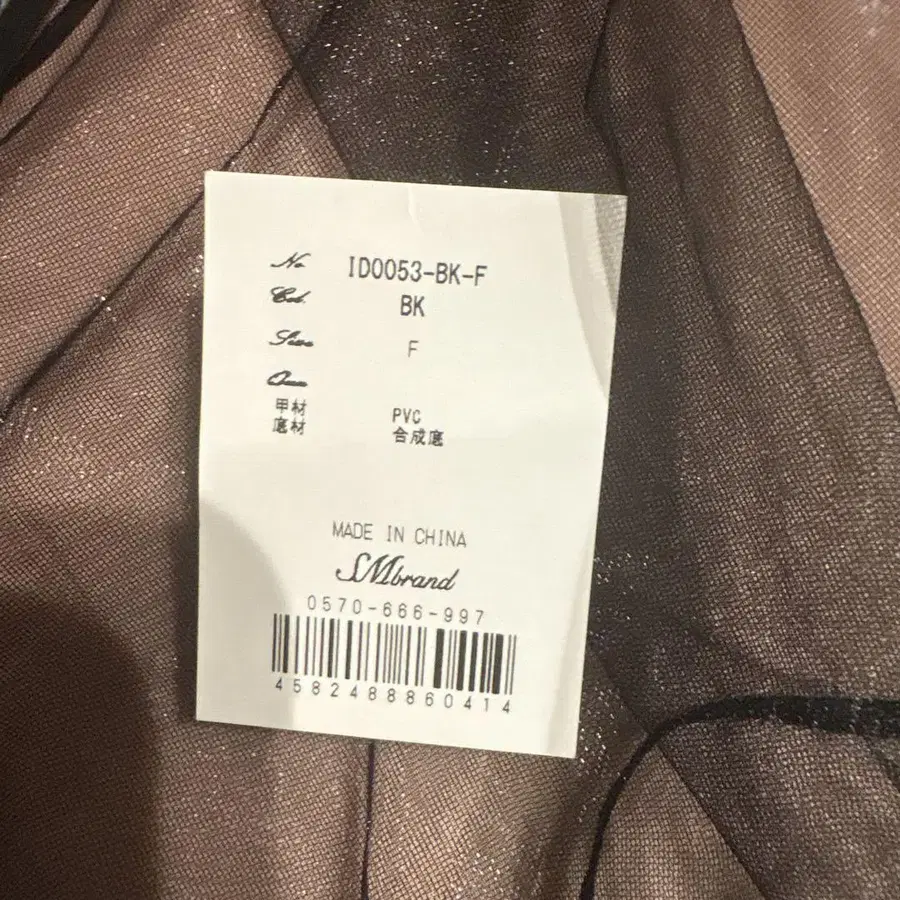 No ID0053-BK-F
Col. BK
Size F
甲材 PVC
底材 合成底
MADE IN CHINA
SMbrand
0570-666-997
4582488860414